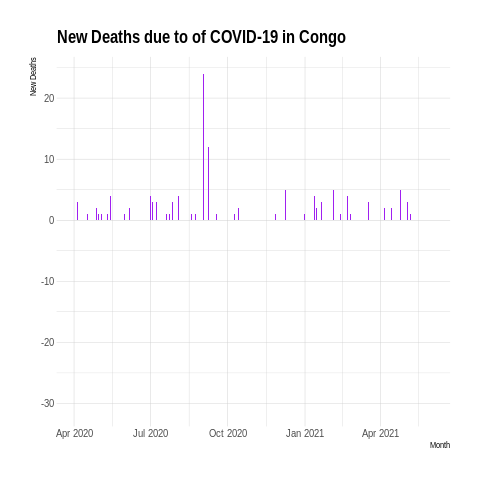 New Deaths due to of COVID-19 in Congo
New Deaths
20
10
0
-10
-20
-30
Apr 2020 Jul 2020 Oct 2020 Jan 2021 Apr 2021
Month